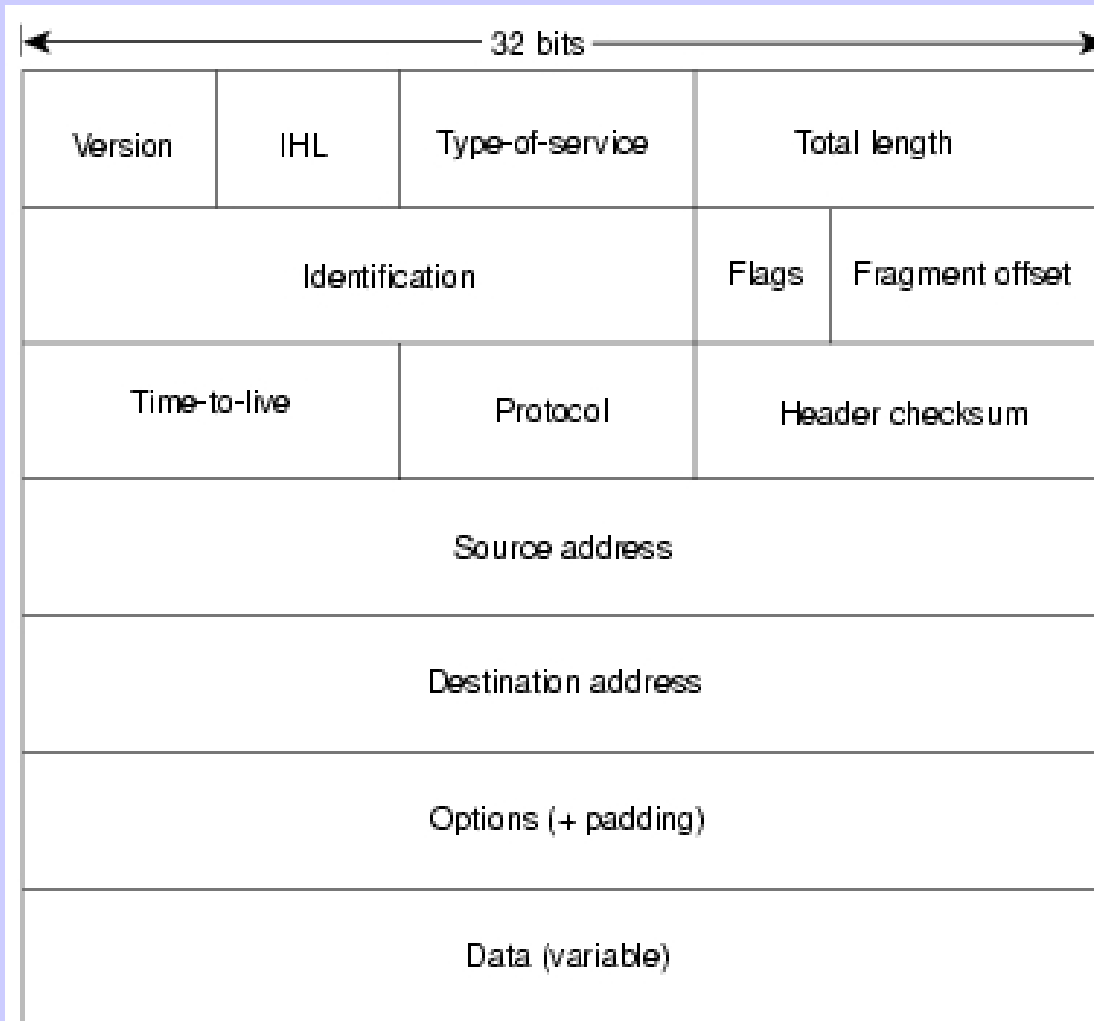 32 bits
Version
IHL
Type-of-service
Total length
Identification
Flags
Fragment offset
Time-to-live
Protocol
Header checksum
Source address
Destination address
Options (+ padding)
Data (variable)